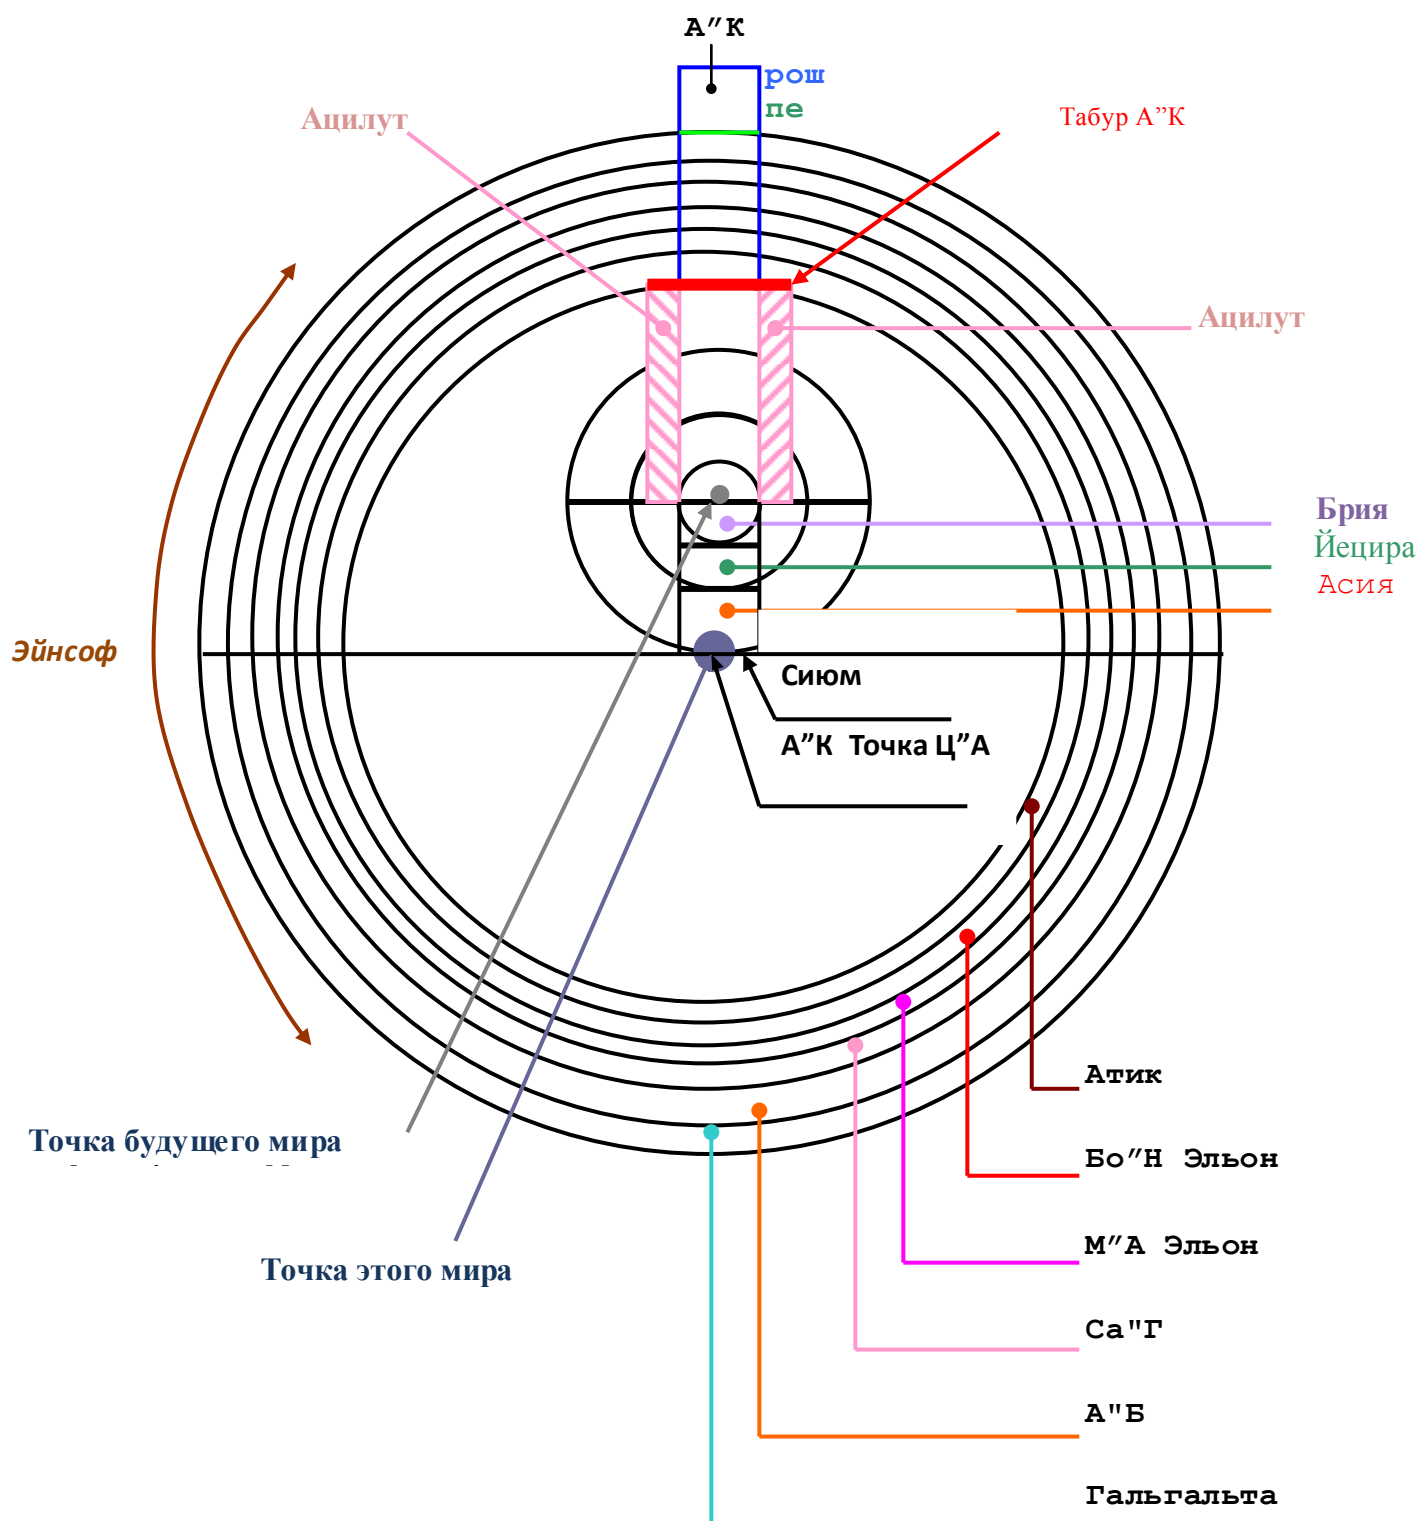 А″К
рош
пе
Ацилут
Табур А”К
Ацилут
Брия
Йецира
Асия
Эйнсоф
Сиюм
А”К Точка Ц”А
Атик
Точка будущего мира
Бо″Н Эльон
М″А Эльон
Точка этого мира
Са"Г
А"Б
Гальгальта